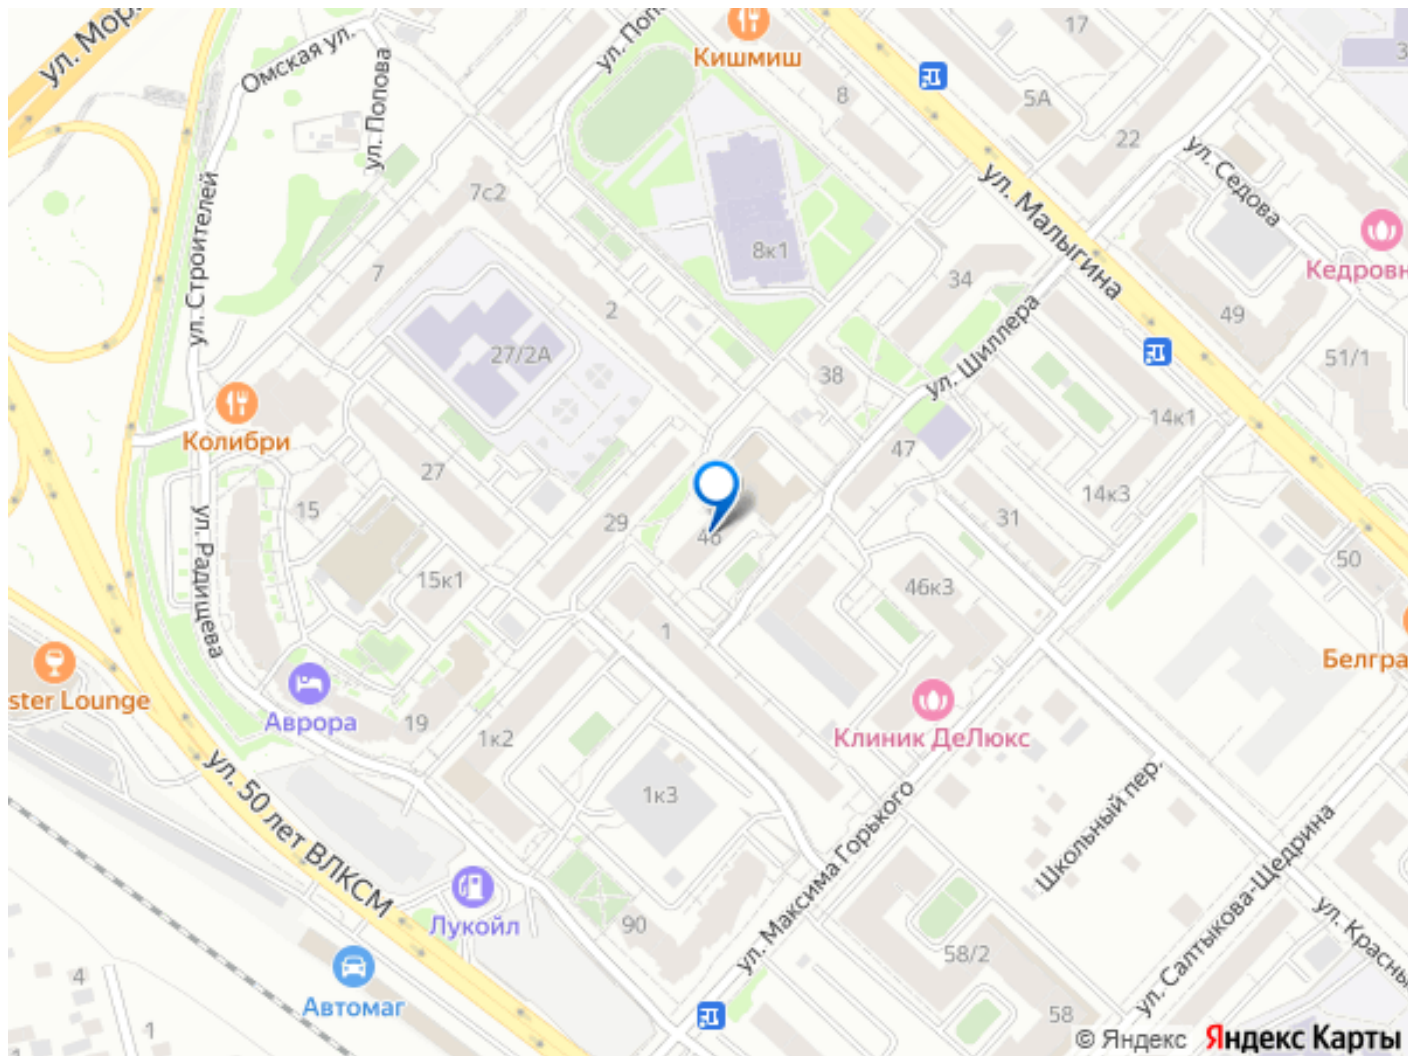 Омская ул.
ул. Попова
Кишмиш
17
8
5А
22
ул. Малыгина
ул. Седова
7с2
8к1
7
34
Кедровн
ул. Строителей
2
49
27/2А
38
ул. Шиллера
51/1
Колибри
14к1
47
27
14к3
15
29
31
ул. Радищева
15к1
46к3
50
1
Белгра
ster Lounge
Аврора
19
1к2
Клиник ДеЛюкс
ул. 50 лет ВЛКСМ
1к3
Школьный пер.
ул. Максима Горького
ул. Салтыкова-Щедрина
Лукойл
90
58/2
ул. Красны
4
Автомаг
58
1
© Яндекс Яндекс Карты